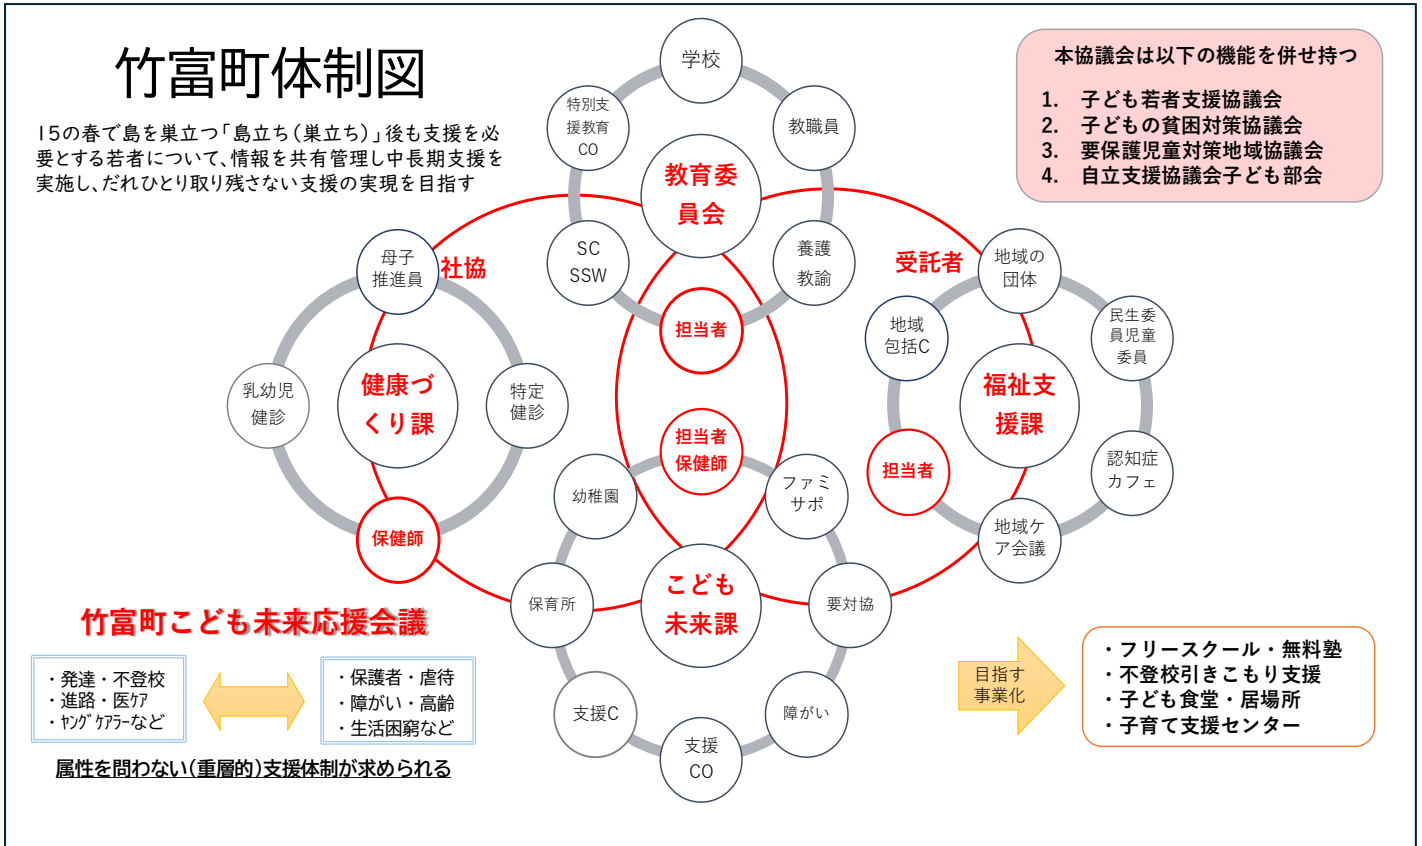 竹富町体制図
15の春で島を巣立つ「島立ち(巣立ち)」後も支援を必
要とする若者について、情報を共有管理し中長期支援を
実施し、だれひとり取り残さない支援の実現を目指す
本協議会は以下の機能を併せ持つ
1. 子ども若者支援協議会
2. 子どもの貧困対策協議会
3. 要保護児童対策地域協議会
4. 自立支援協議会子ども部会
学校
特別支
援教育
CO
教職員
教育委
員会
SC
SSW
養護
教諭
担当者
母子
推進員
社協
乳幼児
健診
健康づ
くり課
特定
健診
保健師
受託者
地域の
団体
地域
包括C
民生委
員児童
委員
福祉支
援課
担当者
認知症
カフェ
地域ケ
ア会議
担当者
保健師
幼稚園
ファミ
サポ
保育所
こども
未来課
要対協
支援C
支援
CO
障がい
竹富町こども未来応援会議
・発達・不登校
・進路・医ケア
・ヤングケアラーなど
・保護者・虐待
・障がい・高齢
・生活困窮など
属性を問わない(重層的)支援体制が求められる
目指す
事業化
・フリースクール・無料塾
・不登校引きこもり支援
・子ども食堂・居場所
・子育て支援センター